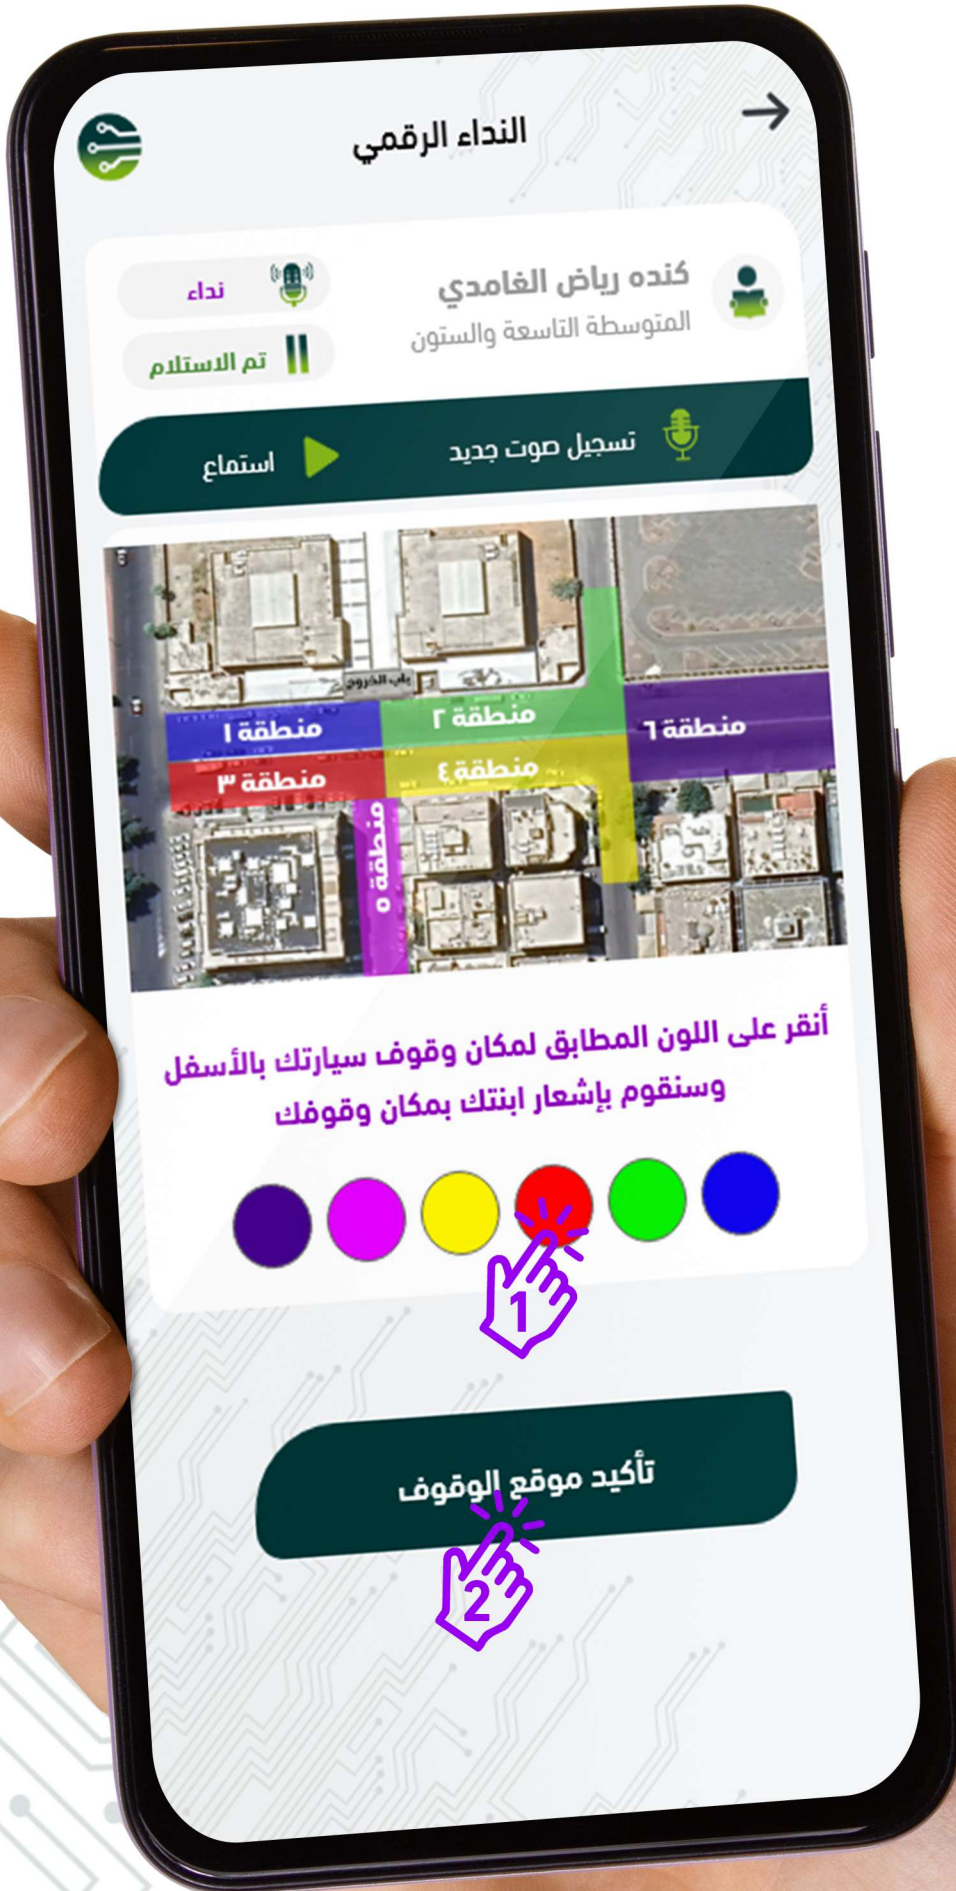 النداء الرقمي
كنده رياض الغامدي
المتوسطة التاسعة والستون
نداء
تم الاستلام
تسجيل صوت جديد
استماع
باب الخروج
منطقة ١
منطقة ٢
منطقة ٦
منطقة ٣
منطقة ٤
منطقة ٥
أنقر على اللون المطابق لمكان وقوف سيارتك بالأسفل
وسنقوم بإشعار ابنتك بمكان وقوفك
1
تأكيد موقع الوقوف
2